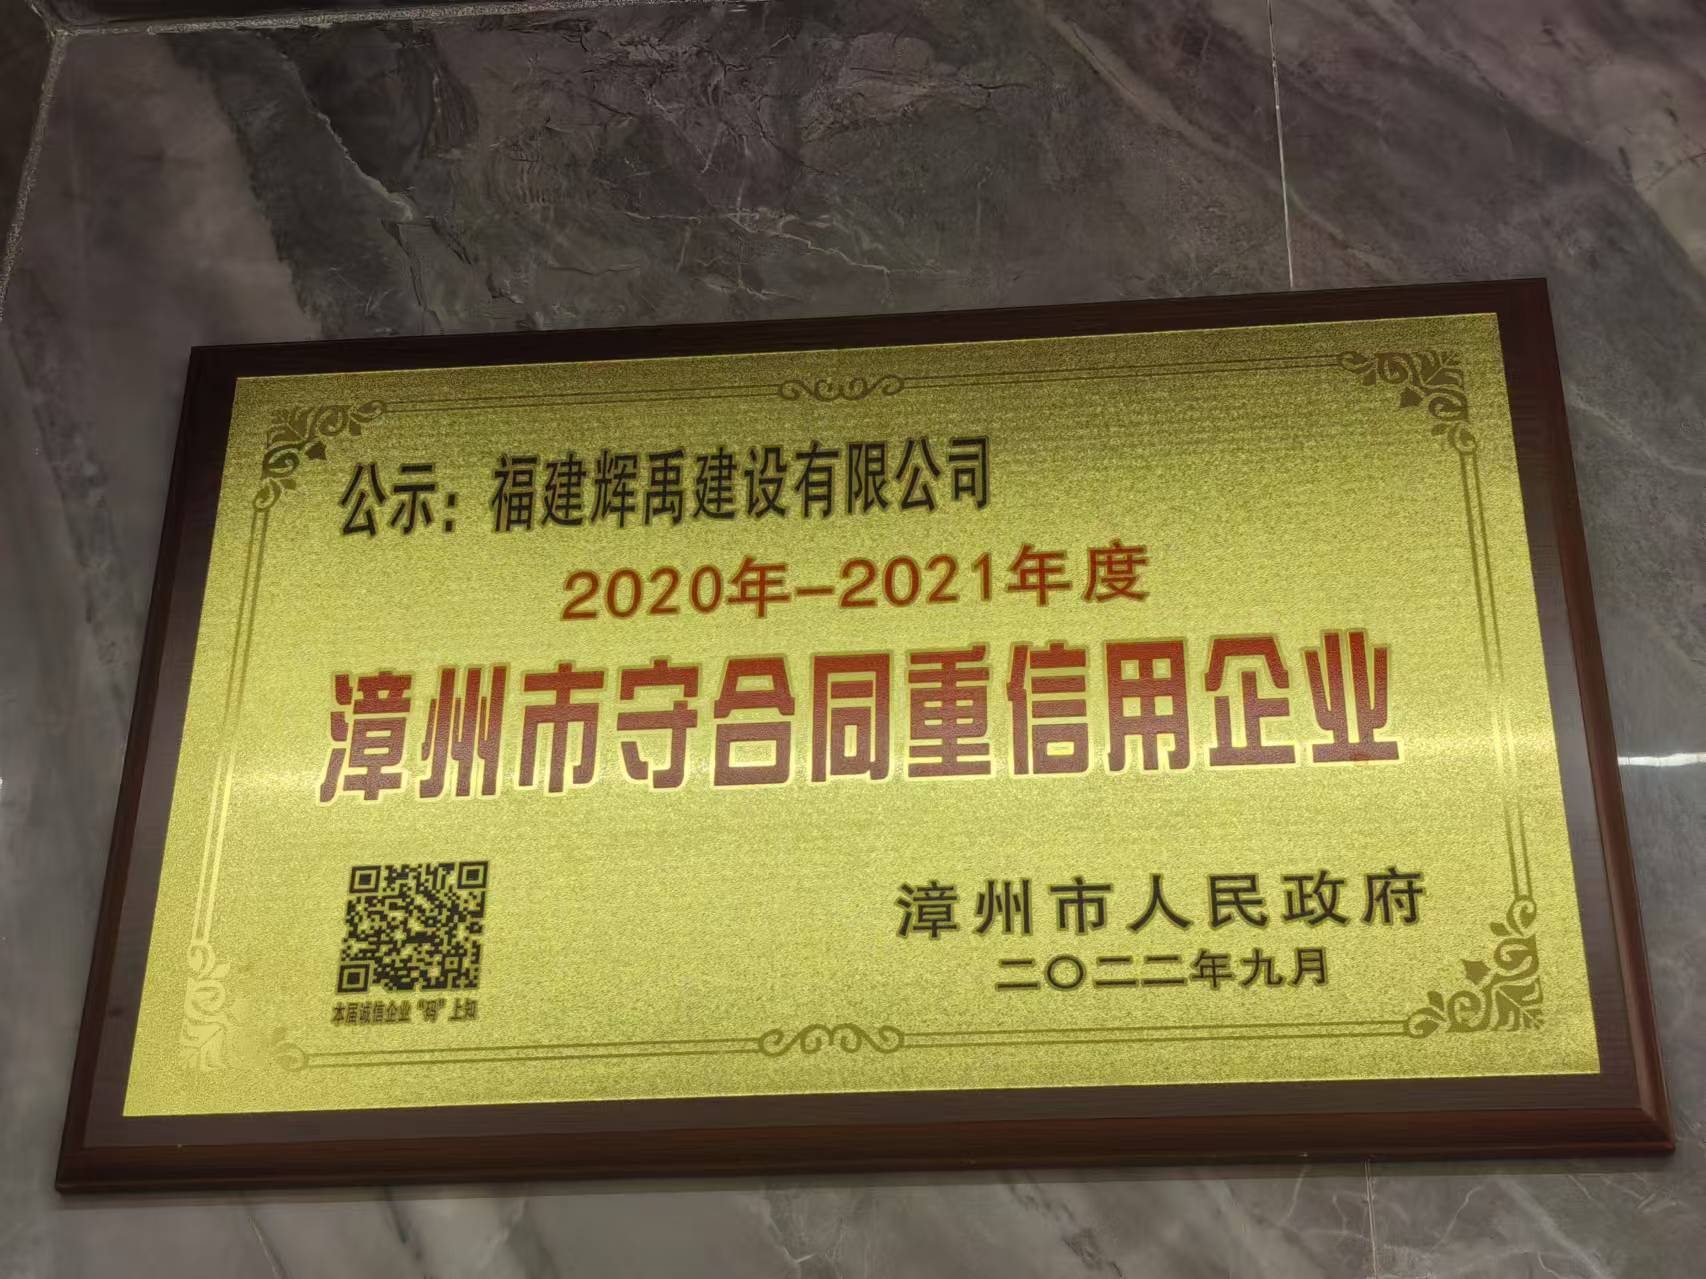 公示：福建辉禹建设有限公司
2020年-2021年度
漳州市守合同重信用企业
漳州市人民政府
二〇二二年九月
本届诚信企业“码”上知